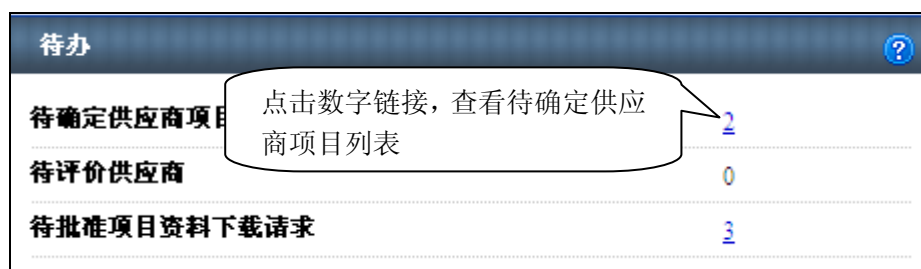 待办
?
待确定供应商项目
2
点击数字链接，查看待确定供应
商项目列表
待评价供应商
0
待批准项目资料下载请求
3